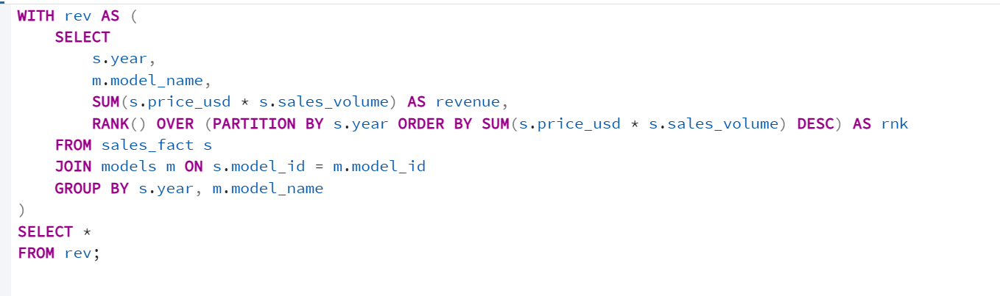 WITH rev AS (
    SELECT
        s.year,
        m.model_name,
        SUM(s.price_usd * s.sales_volume) AS revenue,
        RANK() OVER (PARTITION BY s.year ORDER BY SUM(s.price_usd * s.sales_volume) DESC) AS rnk
    FROM sales_fact s
    JOIN models m ON s.model_id = m.model_id
    GROUP BY s.year, m.model_name
)
SELECT *
FROM rev;